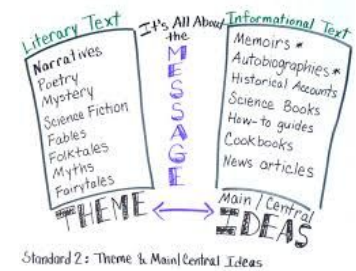 Literary Text
It's All About
the
MESSAGE
Informational Text
Narratives
Poetry
Mystery
Science Fiction
Fables
Folktales
Myths
Fairytales
Memoirs *
Autobiographies *
Historical Accounts
Science Books
How-to guides
Cookbooks
News articles
THEME
Main / Central
IDEAS
Standard 2: Theme & Main/Central Ideas